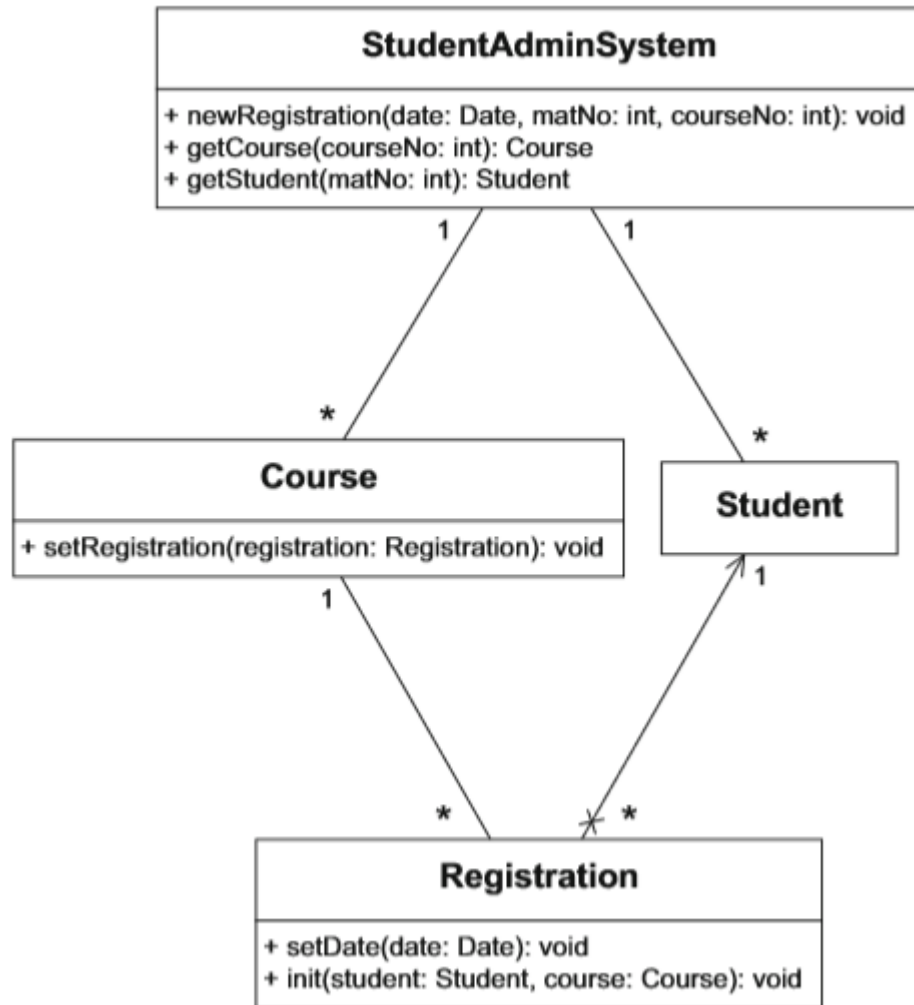 StudentAdminSystem
+ newRegistration(date: Date, matNo: int, courseNo: int): void
+ getCourse(courseNo: int): Course
+ getStudent(matNo: int): Student
1
1
*
*
Course
+ setRegistration(registration: Registration): void
Student
1
1
*
*
Registration
+ setDate(date: Date): void
+ init(student: Student, course: Course): void